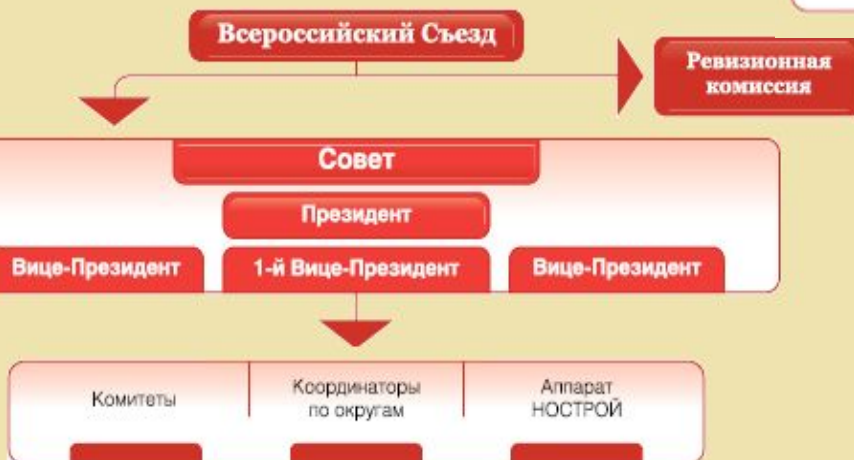 Всероссийский Съезд
Ревизионная
комиссия
Совет
Президент
Вице-Президент
1-й Вице-Президент
Вице-Президент
Комитеты
Координаторы
по округам
Аппарат
НОСТРОЙ